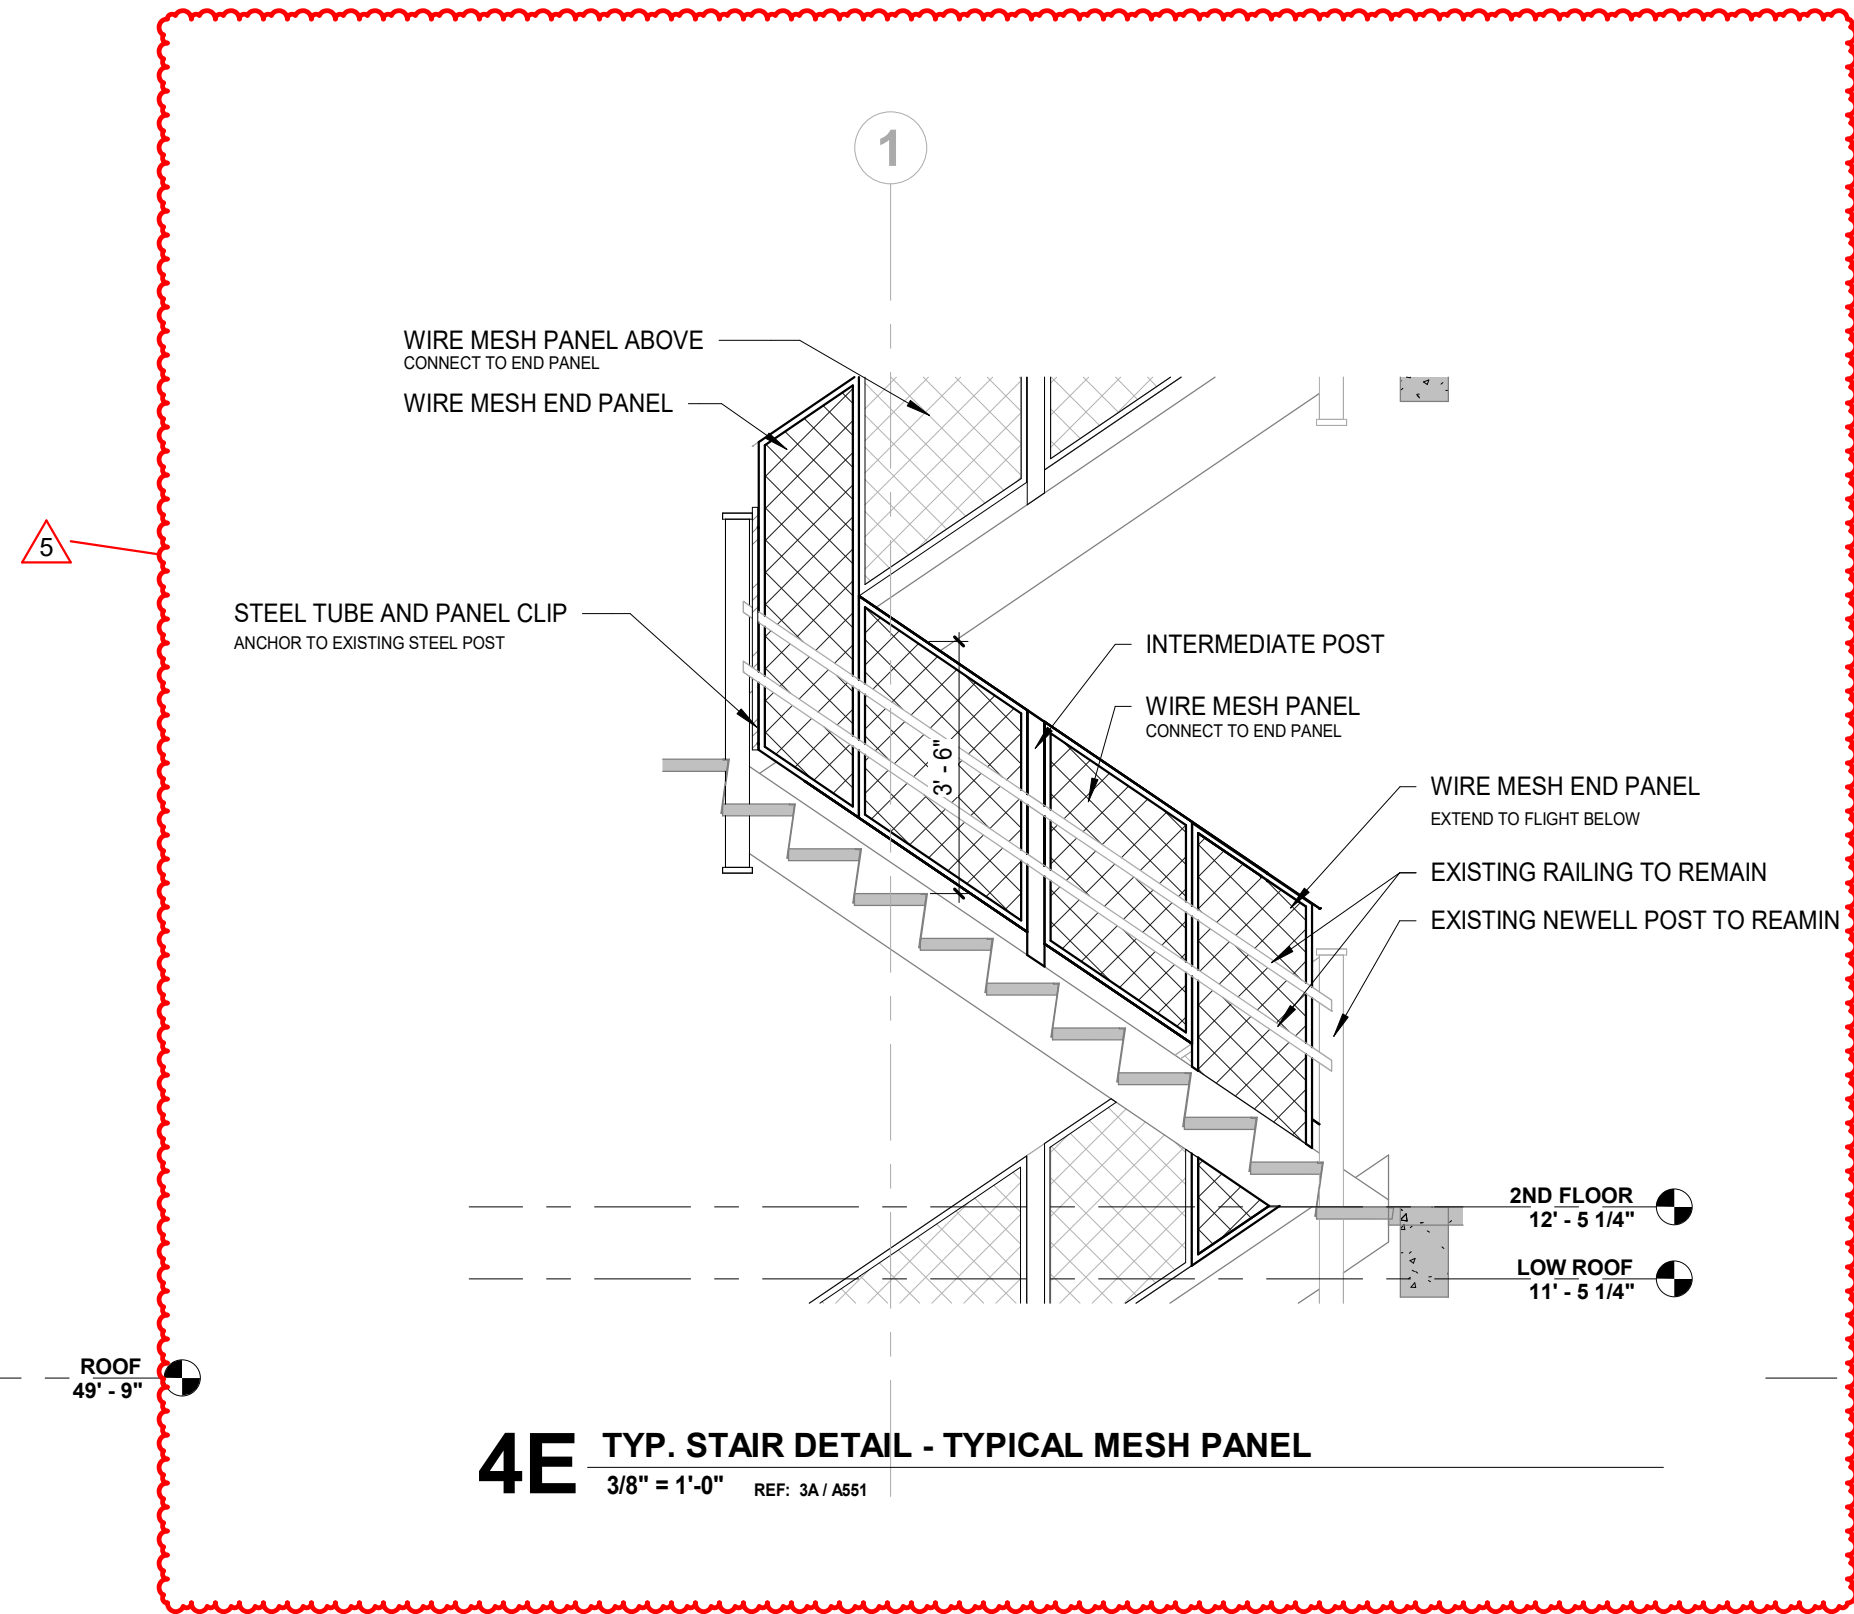 1
WIRE MESH PANEL ABOVE
CONNECT TO END PANEL
WIRE MESH END PANEL
5
STEEL TUBE AND PANEL CLIP
ANCHOR TO EXISTING STEEL POST
INTERMEDIATE POST
WIRE MESH PANEL
CONNECT TO END PANEL
3' - 6"
WIRE MESH END PANEL
EXTEND TO FLIGHT BELOW
EXISTING RAILING TO REMAIN
EXISTING NEWELL POST TO REAMIN
2ND FLOOR
12' - 5 1/4"
LOW ROOF
11' - 5 1/4"
ROOF
49' - 9"
4E TYP. STAIR DETAIL - TYPICAL MESH PANEL
3/8" = 1'-0" REF: 3A / A551